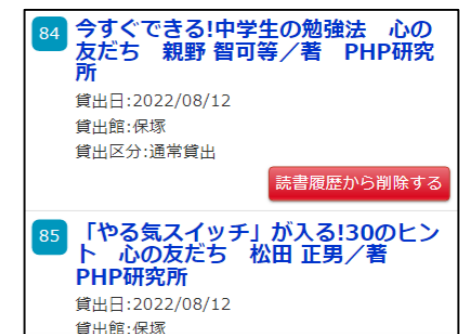 84
今すぐできる!中学生の勉強法　心の
友だち　親野 智可等／著　PHP研究
所
貸出日:2022/08/12
貸出館:保塚
貸出区分:通常貸出
読書履歴から削除する
85
「やる気スイッチ」が入る!30のヒン
ト　心の友だち　松田 正男／著
PHP研究所
貸出日:2022/08/12
貸出館:保塚